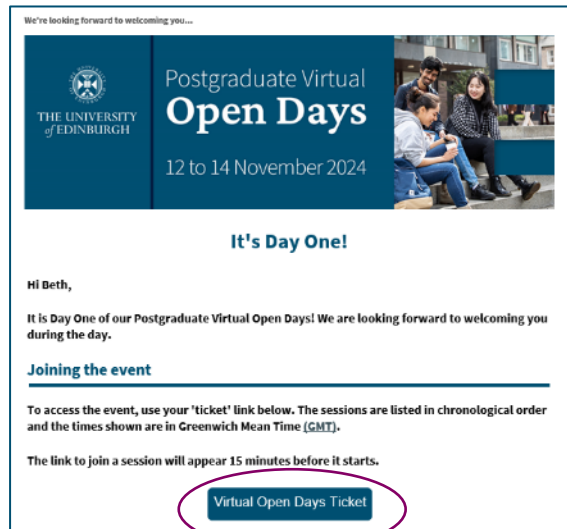 We're looking forward to welcoming you...
THE UNIVERSITY
of EDINBURGH
Postgraduate Virtual
Open Days
12 to 14 November 2024
It's Day One!
Hi Beth,
It is Day One of our Postgraduate Virtual Open Days! We are looking forward to welcoming you
during the day.
Joining the event
To access the event, use your 'ticket' link below. The sessions are listed in chronological order
and the times shown are in Greenwich Mean Time (GMT).
The link to join a session will appear 15 minutes before it starts.
Virtual Open Days Ticket